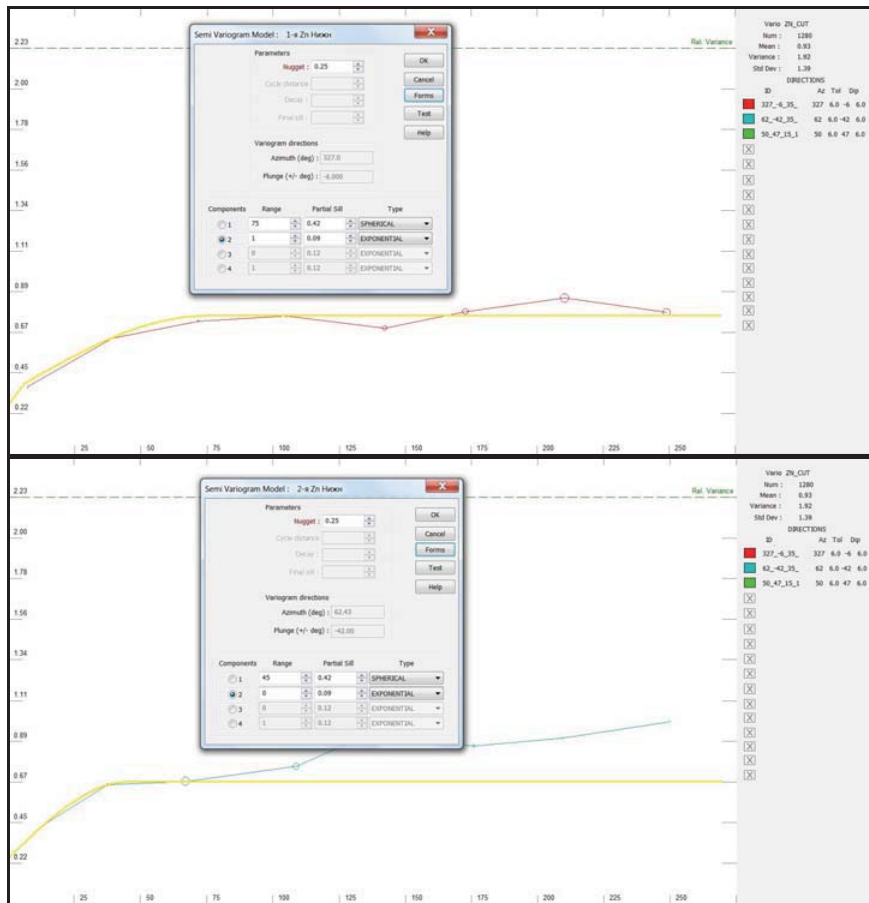 Semi Variogram Model : 1-я Zn Нижн
Parameters
Nugget : 0.25
Cycle distance
Decay :
Final sill :
Variogram directions
Azimuth (deg) : 327.0
Plunge (+/- deg) : -6.000
OK
Cancel
Forms
Test
Help
Components Range Partial Sill Type
1 75 0.42 SPHERICAL
2 1 0.09 EXPONENTIAL
3 0 0.12 EXPONENTIAL
4 1 0.12 EXPONENTIAL
2.23
2.00
1.78
1.56
1.34
1.11
0.89
0.67
0.45
0.22
Rel. Variance
25 50 75 100 125 150 175 200 225 250
Vario ZN_CUT
Num : 1280
Mean : 0.93
Variance : 1.92
Std Dev : 1.39
DIRECTIONS
ID Az Tol Dip
327_-6_35_ 327 6.0 -6 6.0
62_-42_35_ 62 6.0 -42 6.0
50_47_15_1 50 6.0 47 6.0
Semi Variogram Model : 2-я Zn Нижн
Parameters
Nugget : 0.25
Cycle distance
Decay :
Final sill :
Variogram directions
Azimuth (deg) : 62.43
Plunge (+/- deg) : -42.00
OK
Cancel
Forms
Test
Help
Components Range Partial Sill Type
1 45 0.42 SPHERICAL
2 0 0.09 EXPONENTIAL
3 0 0.12 EXPONENTIAL
4 1 0.12 EXPONENTIAL
2.23
2.00
1.78
1.56
1.34
1.11
0.89
0.67
0.45
0.22
Rel. Variance
25 50 75 100 125 150 175 200 225 250
Vario ZN_CUT
Num : 1280
Mean : 0.93
Variance : 1.92
Std Dev : 1.39
DIRECTIONS
ID Az Tol Dip
327_-6_35_ 327 6.0 -6 6.0
62_-42_35_ 62 6.0 -42 6.0
50_47_15_1 50 6.0 47 6.0